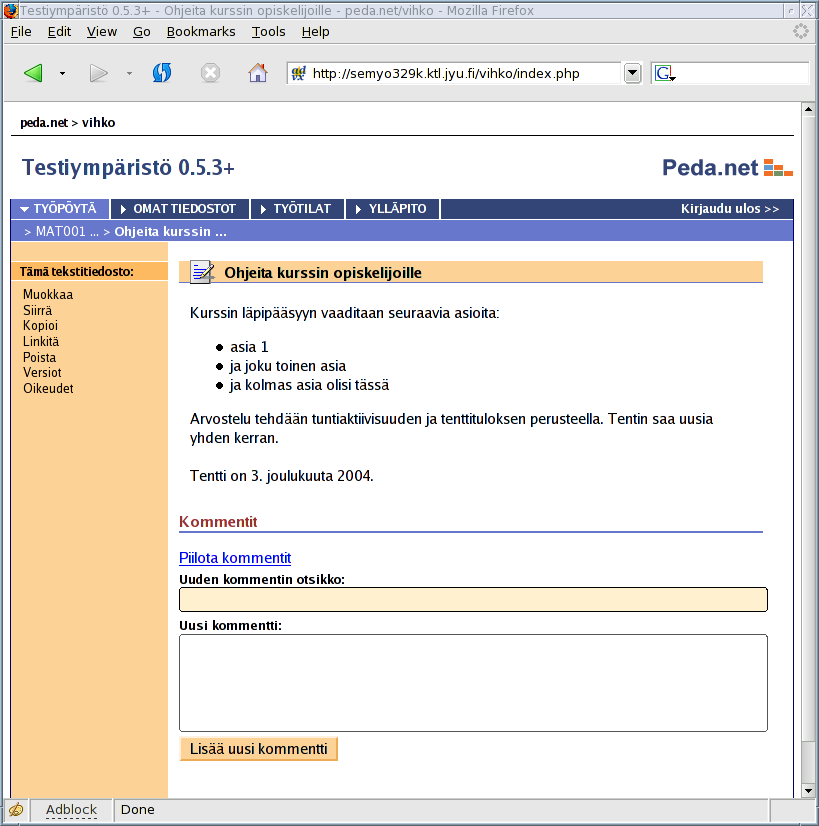 Testiympäristö 0.5.3+ - Ohjeita kurssin opiskelijoille - peda.net/vihko - Mozilla Firefox
File Edit View Go Bookmarks Tools Help
http://semyo329k.ktl.jyu.fi/vihko/index.php
G
peda.net > vihko
Testiympäristö 0.5.3+
Peda.net
TYÖPÖYTÄ OMAT TIEDOSTOT TYÖTILAT YLLÄPITO Kirjaudu ulos >>
> MAT001 ... > Ohjeita kurssin ...
Tämä tekstitiedosto:
Muokkaa
Siirrä
Kopioi
Linkitä
Poista
Versiot
Oikeudet
Ohjeita kurssin opiskelijoille
Kurssin läpipääsyyn vaaditaan seuraavia asioita:
asia 1
ja joku toinen asia
ja kolmas asia olisi tässä
Arvostelu tehdään tuntiaktiivisuuden ja tenttituloksen perusteella. Tentin saa uusia
yhden kerran.
Tentti on 3. joulukuuta 2004.
Kommentit
Piilota kommentit
Uuden kommentin otsikko:
Uusi kommentti:
Lisää uusi kommentti
Adblock Done